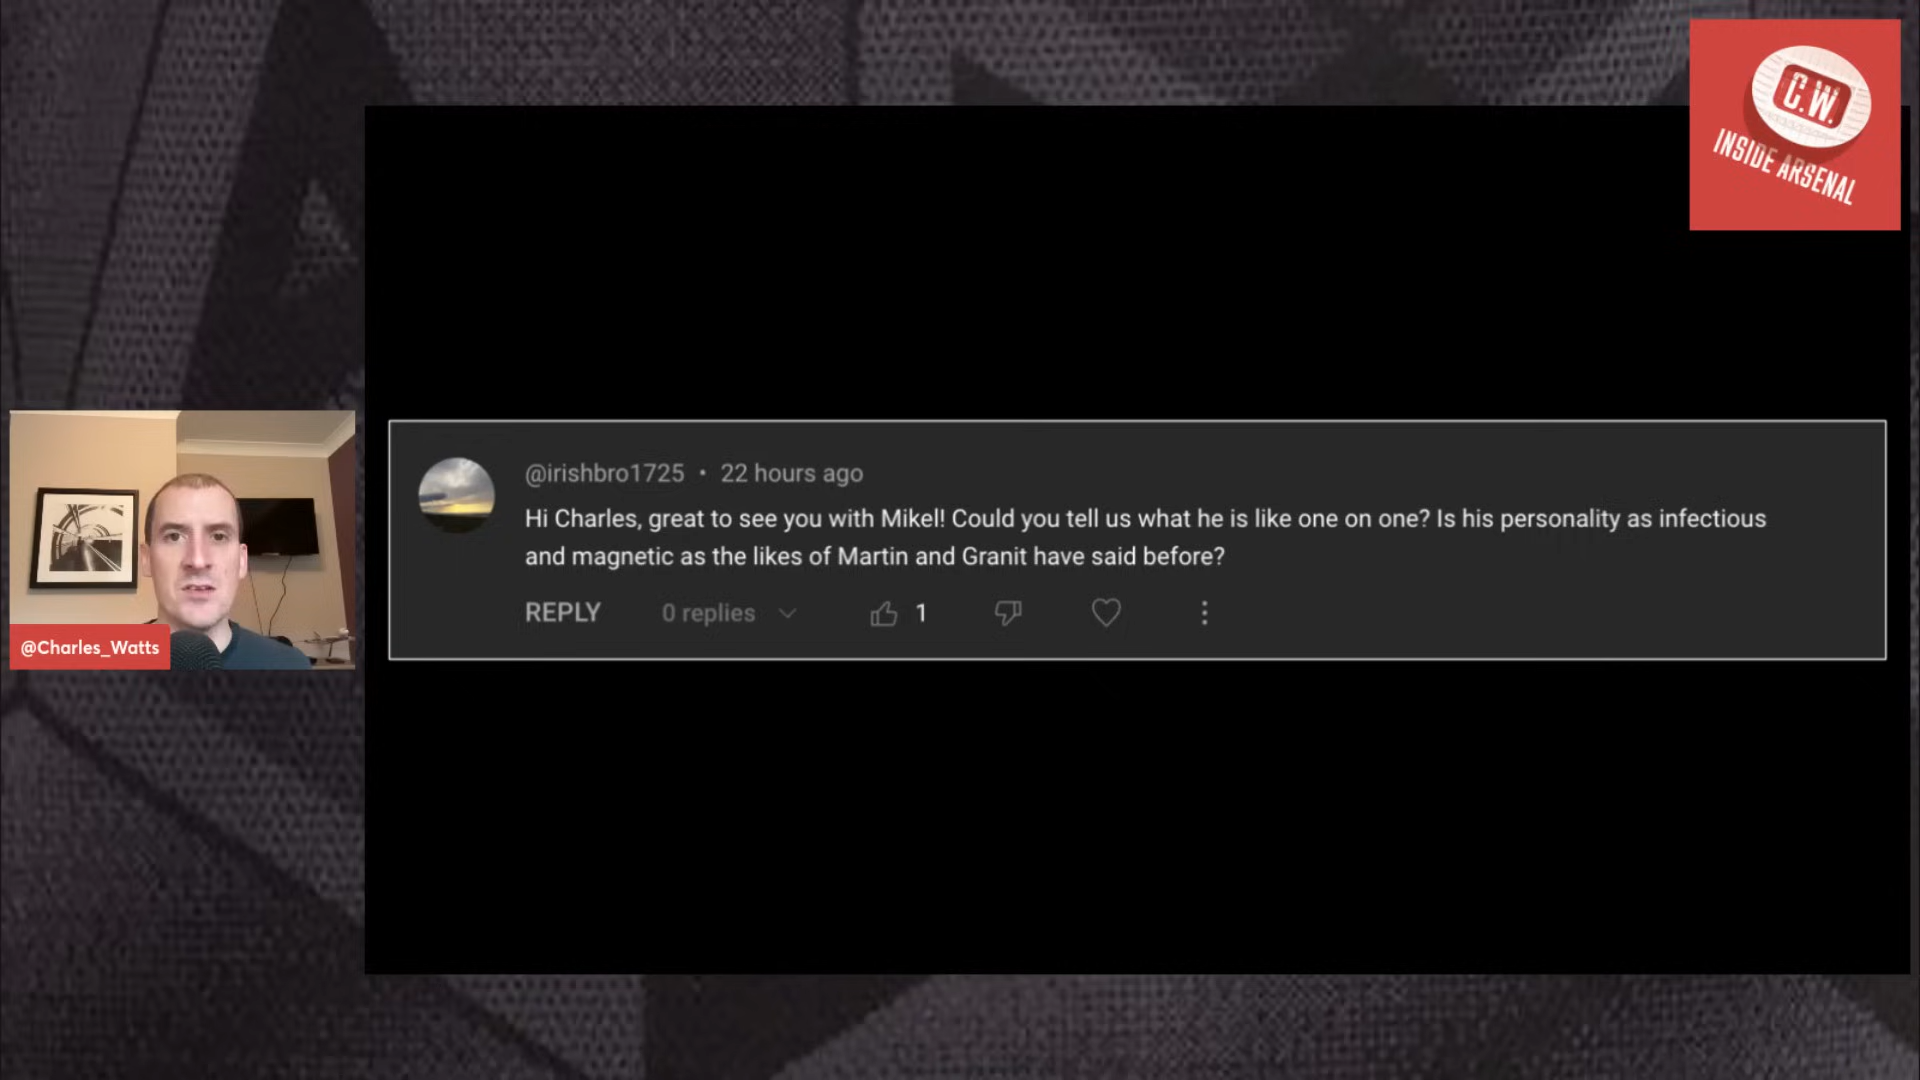 C.W.
INSIDE ARSENAL
@irishbro1725 • 22 hours ago
Hi Charles, great to see you with Mikel! Could you tell us what he is like one on one? Is his personality as infectious
and magnetic as the likes of Martin and Granit have said before?
REPLY 0 replies 1
@Charles_Watts